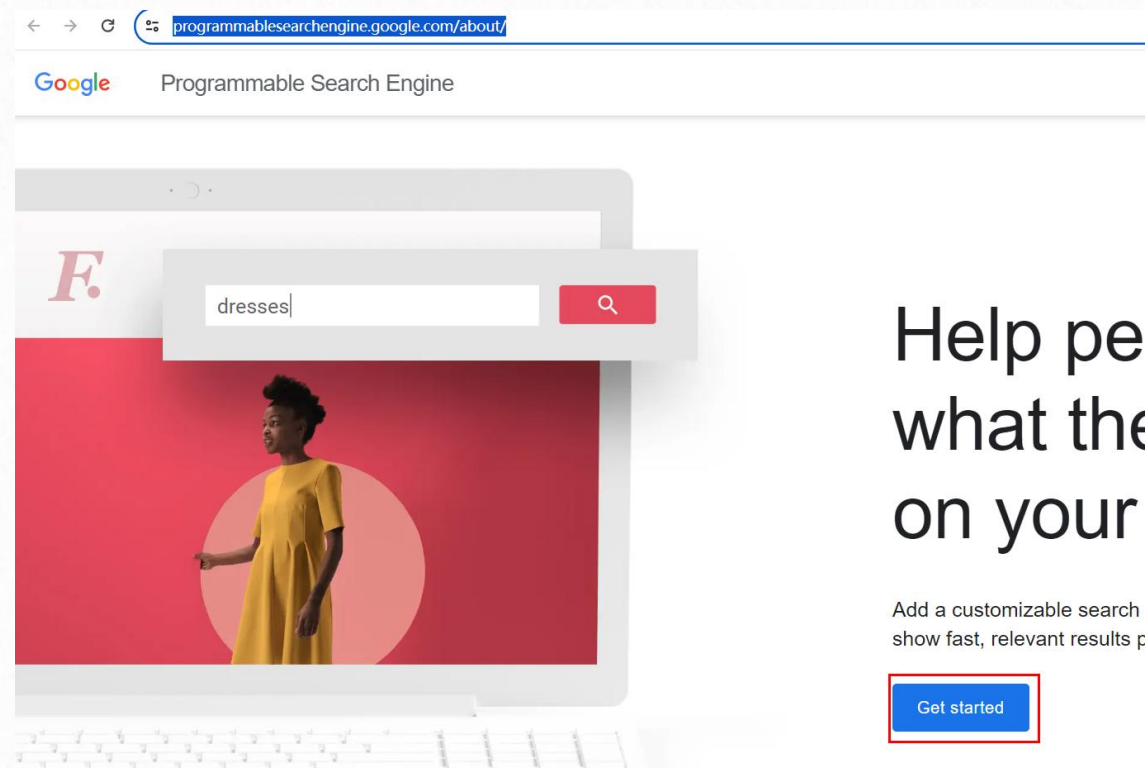 programmablesearchengine.google.com/about/
Google Programmable Search Engine
F.
dresses
Help pe
what the
on your
Add a customizable search
show fast, relevant results p
Get started